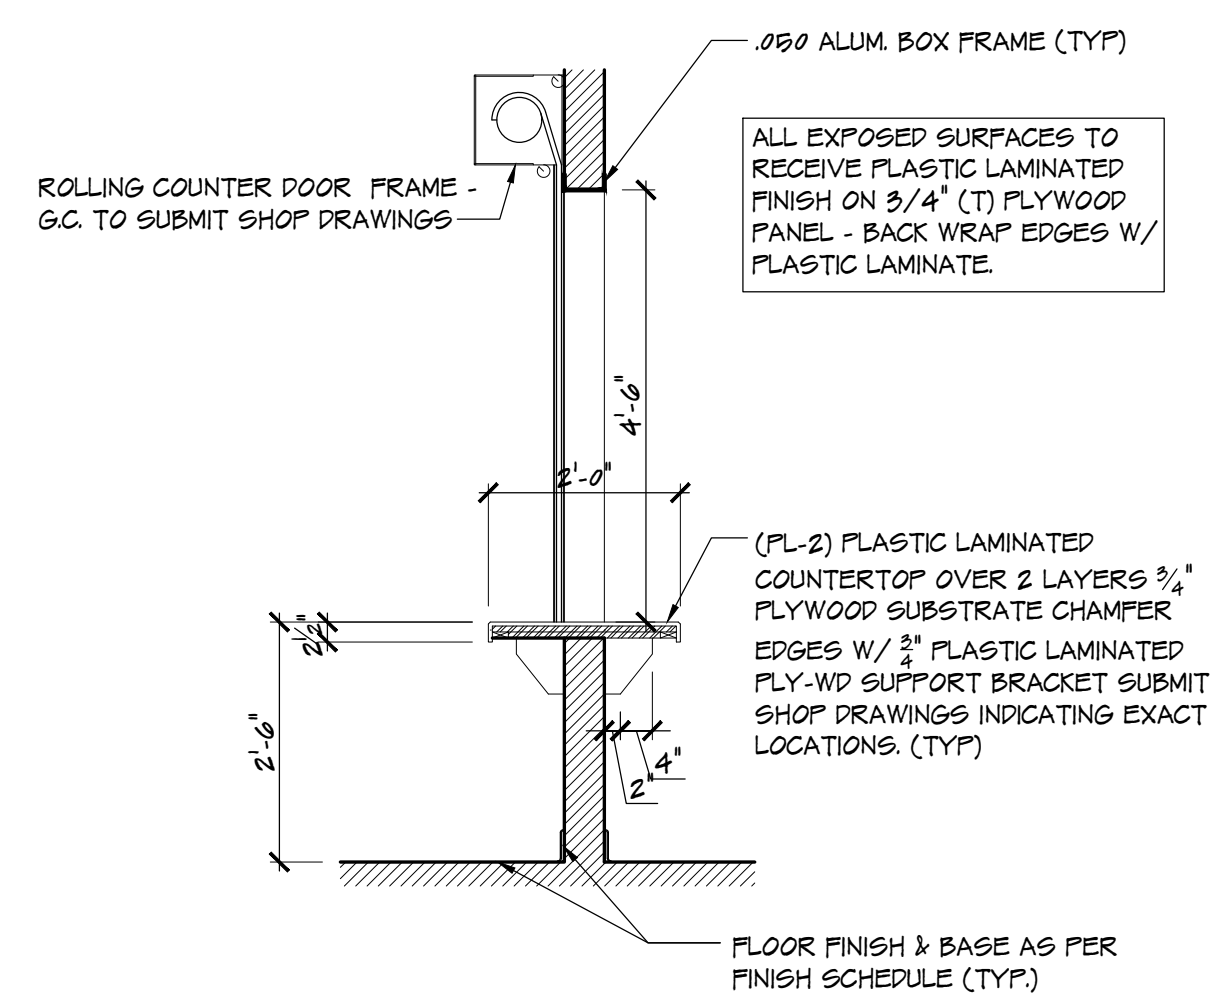 .050 ALUM. BOX FRAME (TYP)
ALL EXPOSED SURFACES TO
RECEIVE PLASTIC LAMINATED
FINISH ON 3/4" (T) PLYWOOD
PANEL - BACK WRAP EDGES W/
PLASTIC LAMINATE.
ROLLING COUNTER DOOR FRAME -
G.C. TO SUBMIT SHOP DRAWINGS
4'-6"
2'-0"
(PL-2) PLASTIC LAMINATED
COUNTERTOP OVER 2 LAYERS 3/4"
PLYWOOD SUBSTRATE CHAMFER
EDGES W/ 3/4" PLASTIC LAMINATED
PLY-WD SUPPORT BRACKET SUBMIT
SHOP DRAWINGS INDICATING EXACT
LOCATIONS. (TYP)
2 1/2"
2'-6"
4"
2"
FLOOR FINISH & BASE AS PER
FINISH SCHEDULE (TYP.)